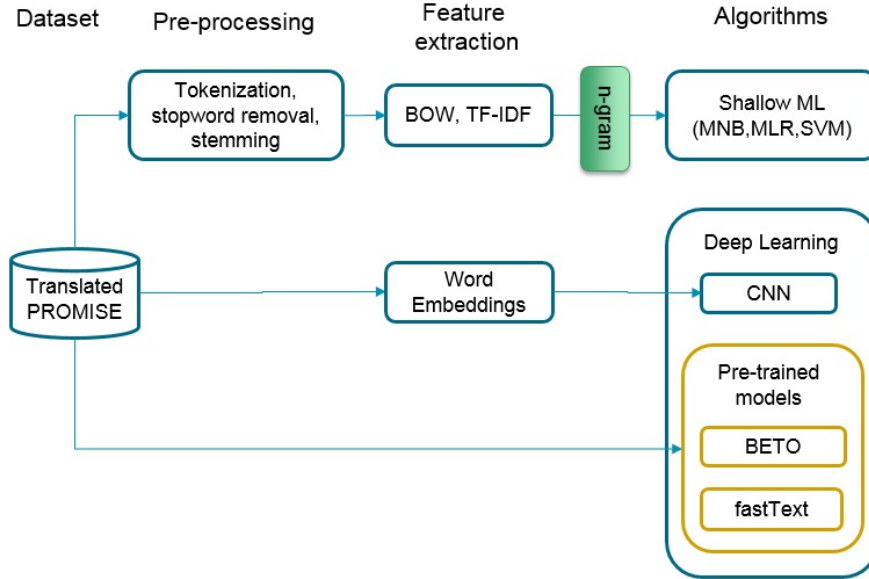 Dataset
Pre-processing
Feature
extraction
Algorithms
Tokenization,
stopword removal,
stemming
BOW, TF-IDF
n-gram
Shallow ML
(MNB,MLR,SVM)
Translated
PROMISE
Word
Embeddings
Deep Learning
CNN
Pre-trained
models
BETO
fastText